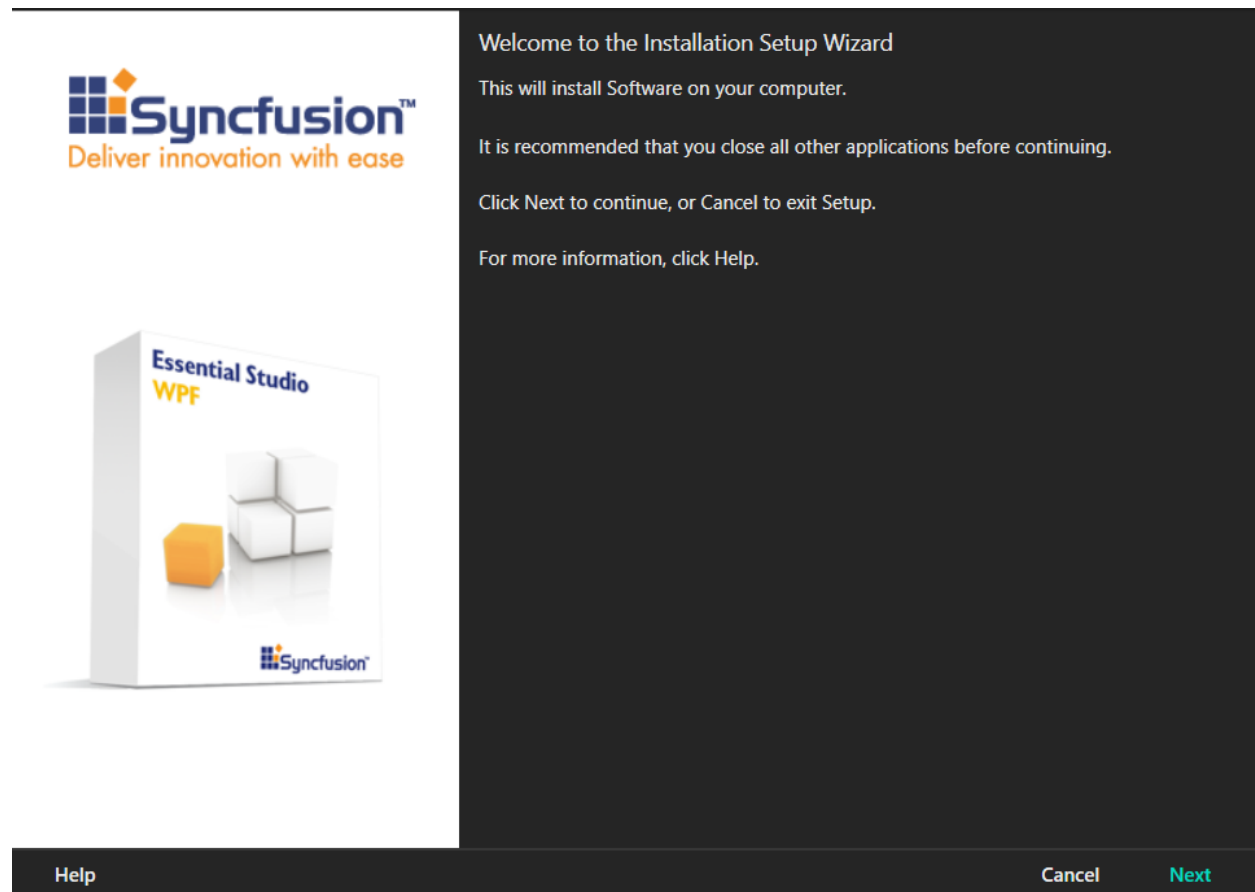 Syncfusion™
Deliver innovation with ease
Essential Studio
WPF
Syncfusion™
Welcome to the Installation Setup Wizard
This will install Software on your computer.
It is recommended that you close all other applications before continuing.
Click Next to continue, or Cancel to exit Setup.
For more information, click Help.
Help
Cancel
Next